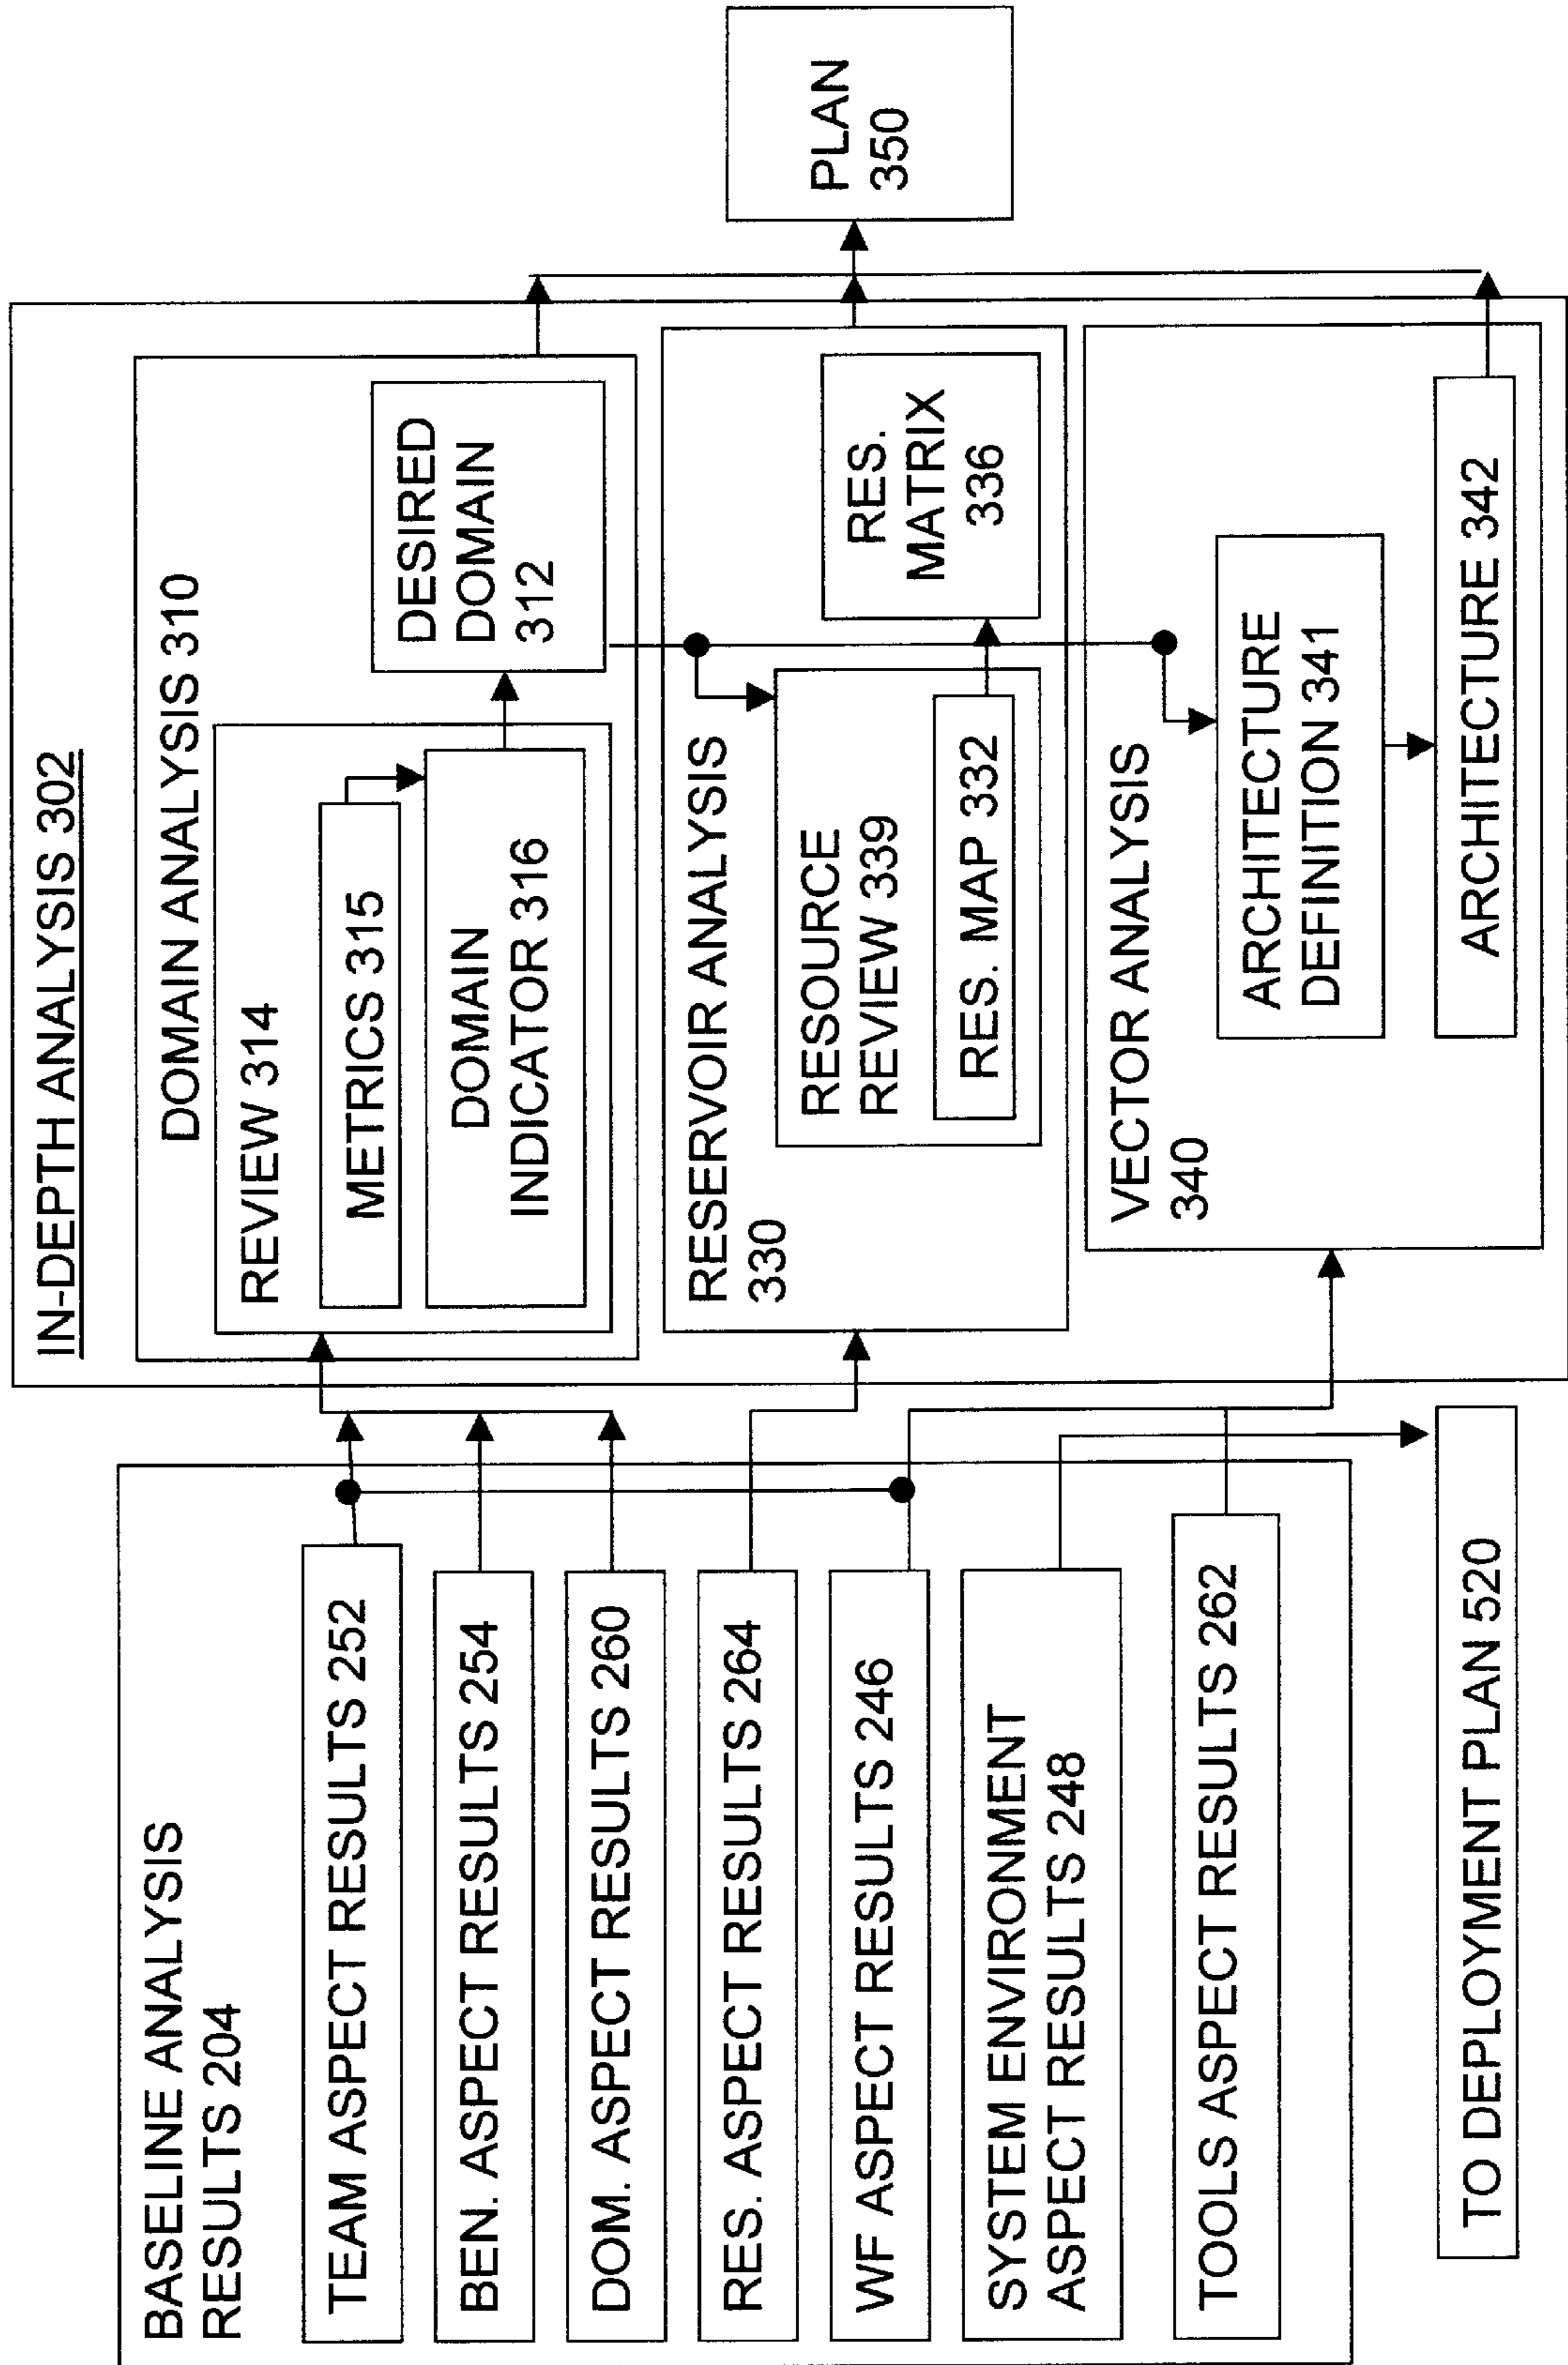 BASELINE ANALYSIS
RESULTS 204
TEAM ASPECT RESULTS 252
BEN. ASPECT RESULTS 254
DOM. ASPECT RESULTS 260
RES. ASPECT RESULTS 264
WF ASPECT RESULTS 246
SYSTEM ENVIRONMENT
ASPECT RESULTS 248
TOOLS ASPECT RESULTS 262
TO DEPLOYMENT PLAN 520
IN-DEPTH ANALYSIS 302
DOMAIN ANALYSIS 310
REVIEW 314
METRICS 315
DOMAIN
INDICATOR 316
DESIRED
DOMAIN
312
RESERVOIR ANALYSIS
330
RESOURCE
REVIEW 339
RES. MAP 332
RES.
MATRIX
336
VECTOR ANALYSIS
340
ARCHITECTURE
DEFINITION 341
ARCHITECTURE 342
PLAN
350